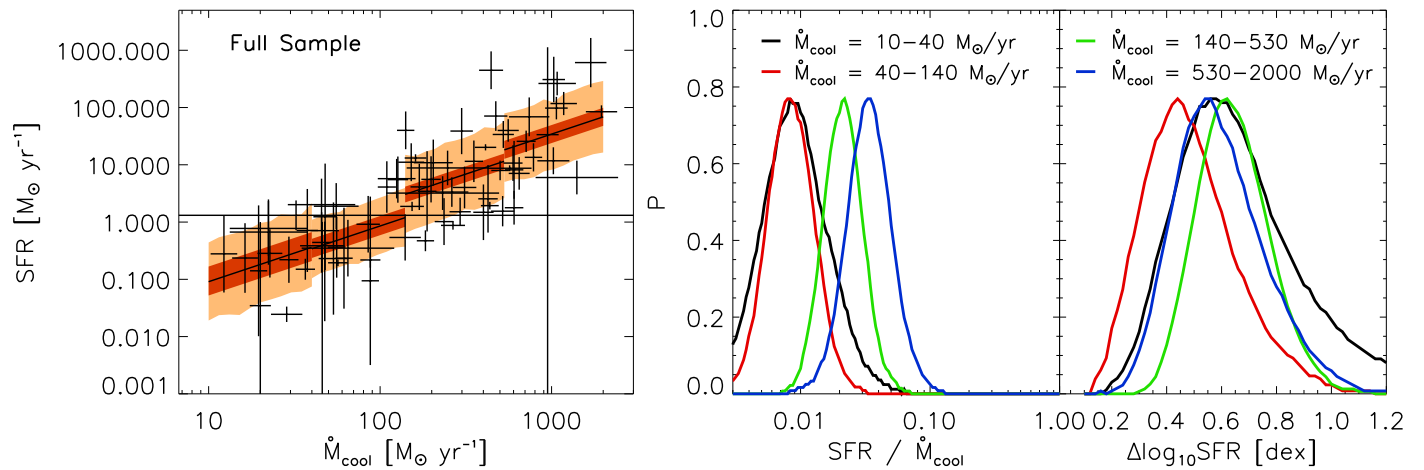 Full Sample
1000.000
100.000
10.000
1.000
0.100
0.010
0.001
SFR [M⊙ yr⁻¹]
10
100
1000
Ṁcool [M⊙ yr⁻¹]
Ṁcool = 10–40 M⊙/yr
Ṁcool = 40–140 M⊙/yr
1.0
0.8
0.6
0.4
0.2
0.0
P
0.01
0.10
1.00
SFR / Ṁcool
Ṁcool = 140–530 M⊙/yr
Ṁcool = 530–2000 M⊙/yr
0.2
0.4
0.6
0.8
1.0
1.2
Δlog₁₀SFR [dex]